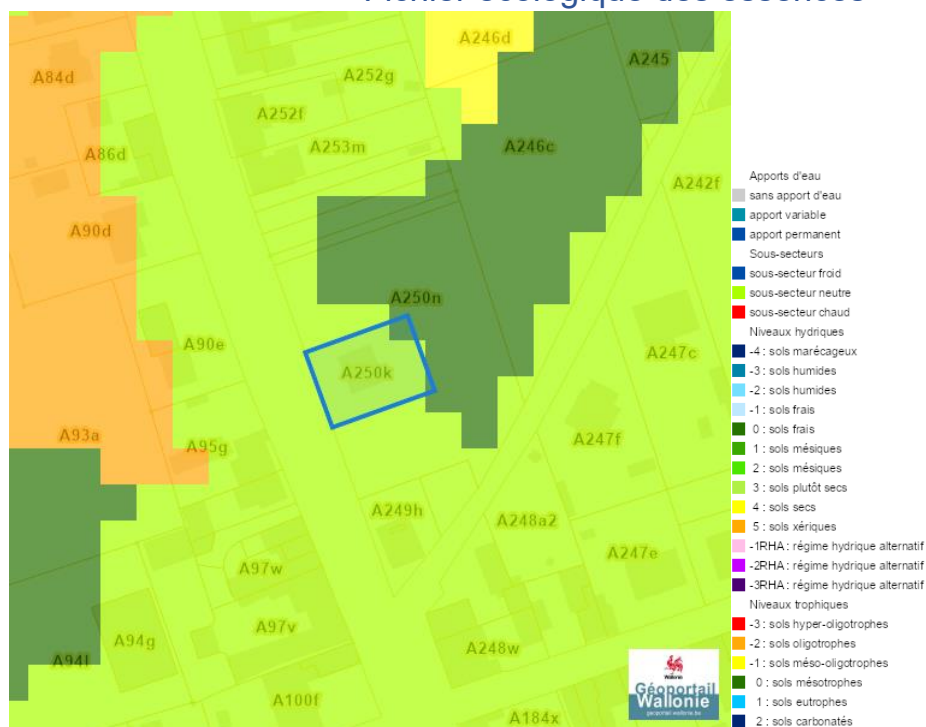 Fichier écologique des essences
A246d
A245
A84d
A252g
A252f
A253m
A246c
A86d
A242f
A90d
A250n
A90e
A247c
A250k
A93a
A95g
A247f
A249h
A248a2
A247e
A97w
A94g
A97v
A248w
A94l
A100f
A184x
Wallonie
Géoportail
Wallonie
geoportail.wallonie.be
Apports d'eau
sans apport d'eau
apport variable
apport permanent
Sous-secteurs
sous-secteur froid
sous-secteur neutre
sous-secteur chaud
Niveaux hydriques
-4 : sols marécageux
-3 : sols humides
-2 : sols humides
-1 : sols frais
0 : sols frais
1 : sols mésiques
2 : sols mésiques
3 : sols plutôt secs
4 : sols secs
5 : sols xériques
-1RHA : régime hydrique alternatif
-2RHA : régime hydrique alternatif
-3RHA : régime hydrique alternatif
Niveaux trophiques
-3 : sols hyper-oligotrophes
-2 : sols oligotrophes
-1 : sols méso-oligotrophes
0 : sols mésotrophes
1 : sols eutrophes
2 : sols carbonatés